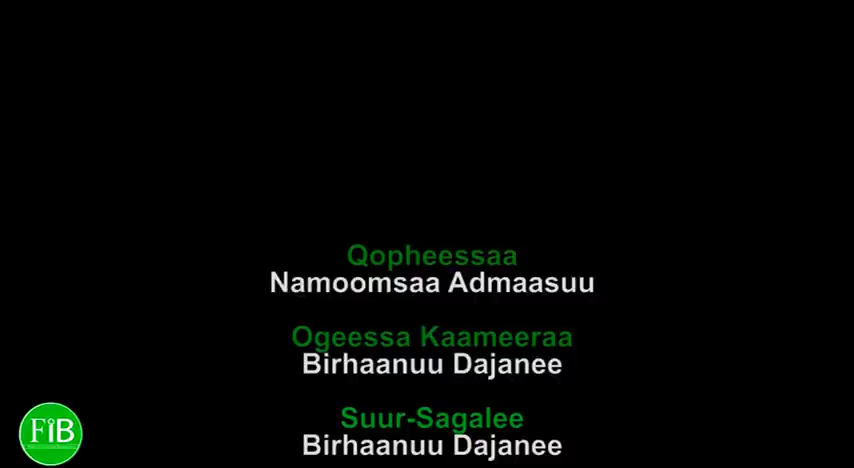 Qopheessaa
Namoomsaa Admaasuu
Ogeessa Kaameeraa
Birhaanuu Dajanee
Suur-Sagalee
Birhaanuu Dajanee
FIB